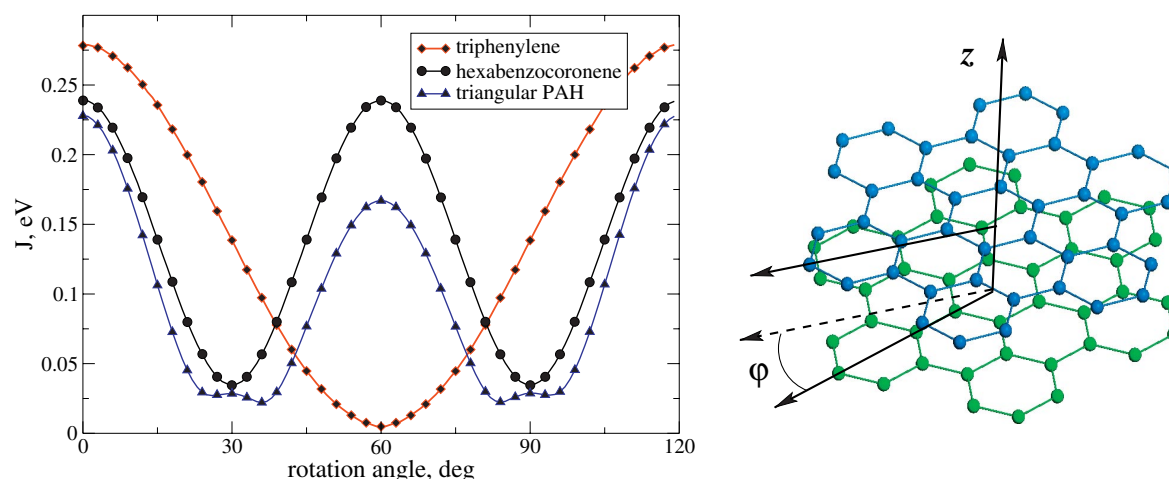 triphenylene
hexabenzocoronene
triangular PAH
J, eV
0.25
0.2
0.15
0.1
0.05
0
0 30 60 90 120
rotation angle, deg
z
φ